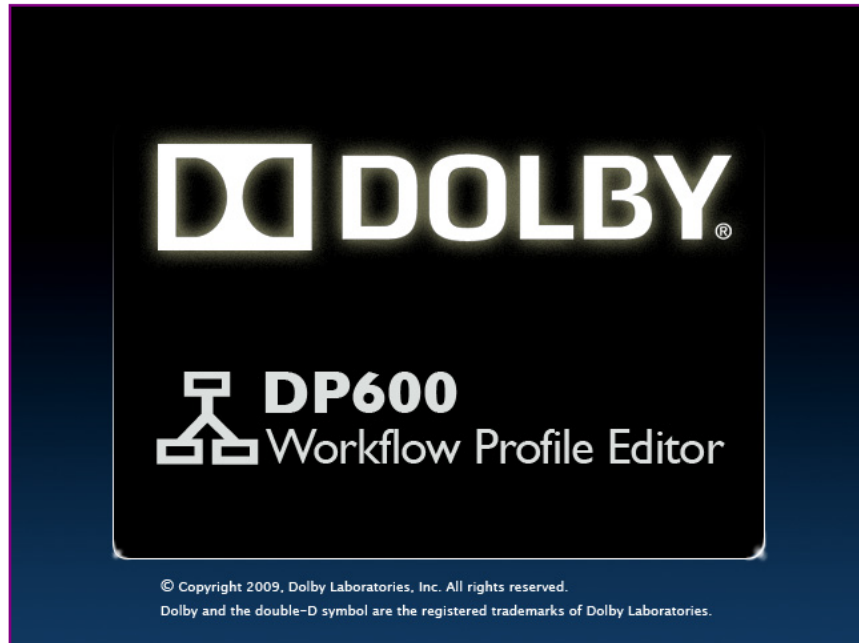 DOLBY®
DP600
Workflow Profile Editor
© Copyright 2009, Dolby Laboratories, Inc. All rights reserved.
Dolby and the double-D symbol are the registered trademarks of Dolby Laboratories.